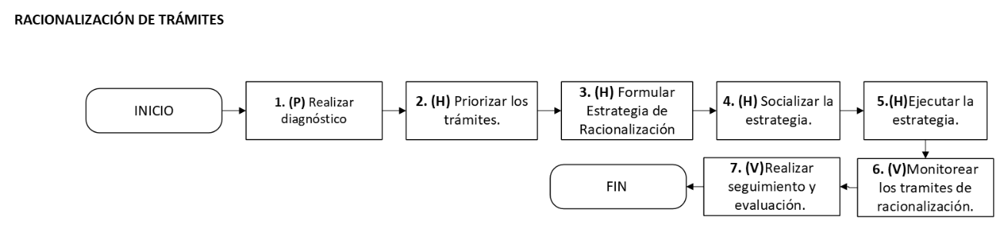 RACIONALIZACIÓN DE TRÁMITES
INICIO
1. (P) Realizar
diagnóstico
2. (H) Priorizar los
trámites.
3. (H) Formular
Estrategia de
Racionalización
4. (H) Socializar la
estrategia.
5.(H)Ejecutar la
estrategia.
6. (V)Monitorear
los tramites de
racionalización.
7. (V)Realizar
seguimiento y
evaluación.
FIN